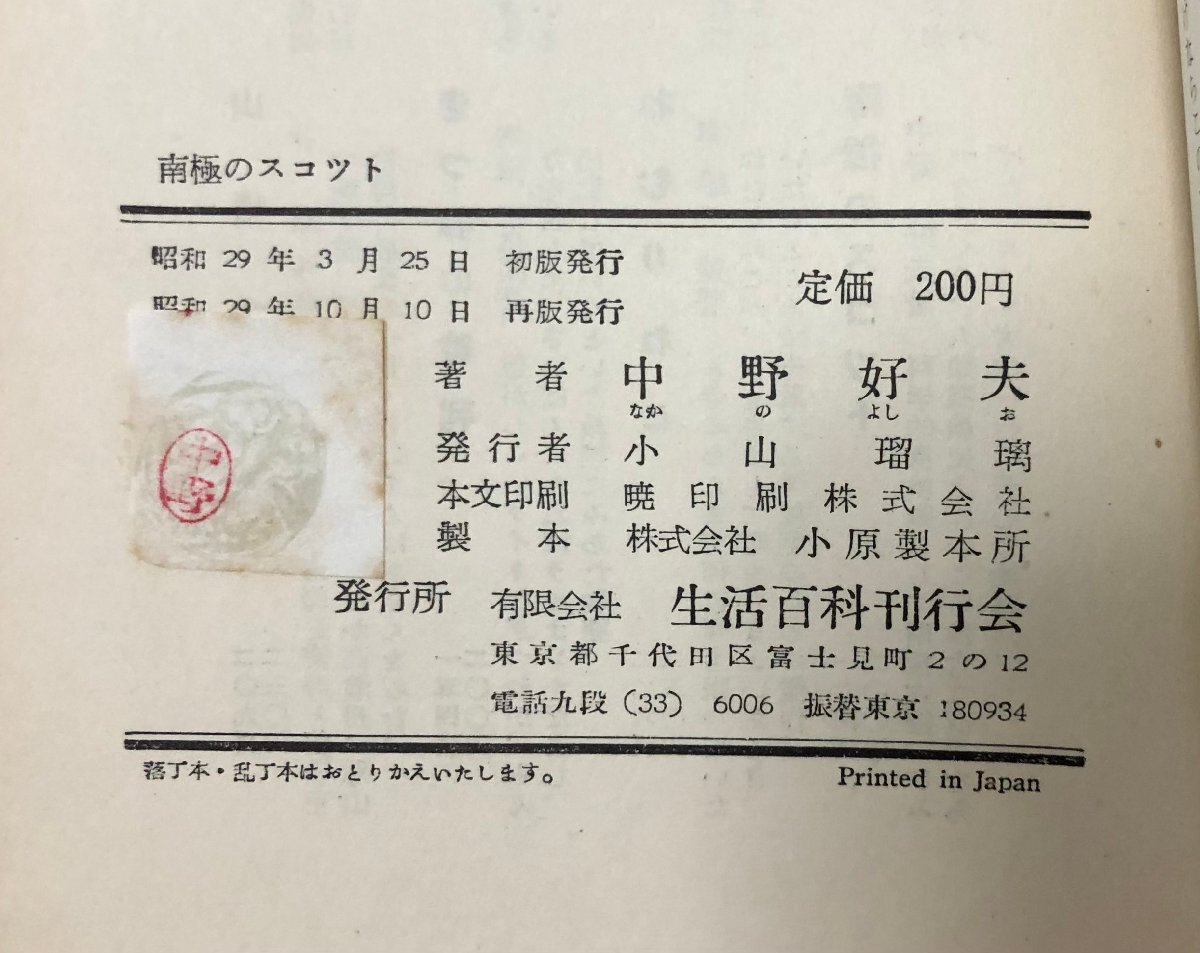 南極のスコツト
昭和 29 年 3 月 25 日 初版発行
昭和 29 年 10 月 10 日 再版発行
定価 200円
著者 中野好夫
なかのよしお
発行者 小山瑠璃
本文印刷 暁印刷株式会社
製本 株式会社 小原製本所
発行所 有限会社 生活百科刊行会
東京都千代田区富士見町2の12
電話九段 (33) 6006 振替東京 180934
落丁本・乱丁本はおとりかえいたします。
Printed in Japan